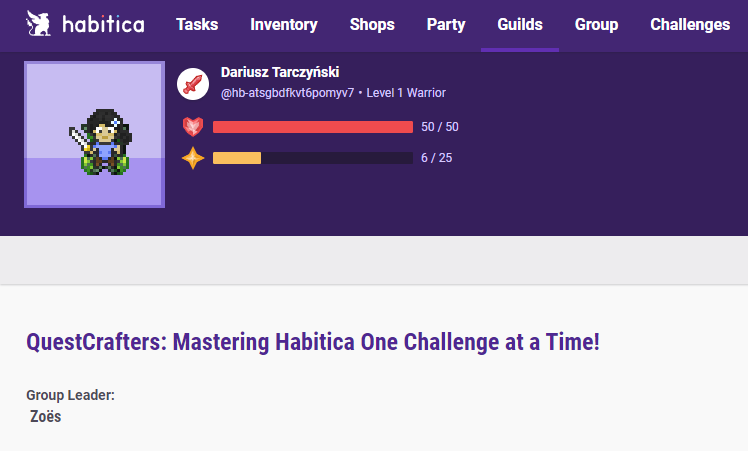 habitica Tasks Inventory Shops Party Guilds Group Challenges
Dariusz Tarczyński
@hb-atsgbdfkvt6pomyv7 • Level 1 Warrior
50 / 50
6 / 25
QuestCrafters: Mastering Habitica One Challenge at a Time!
Group Leader:
Zoës